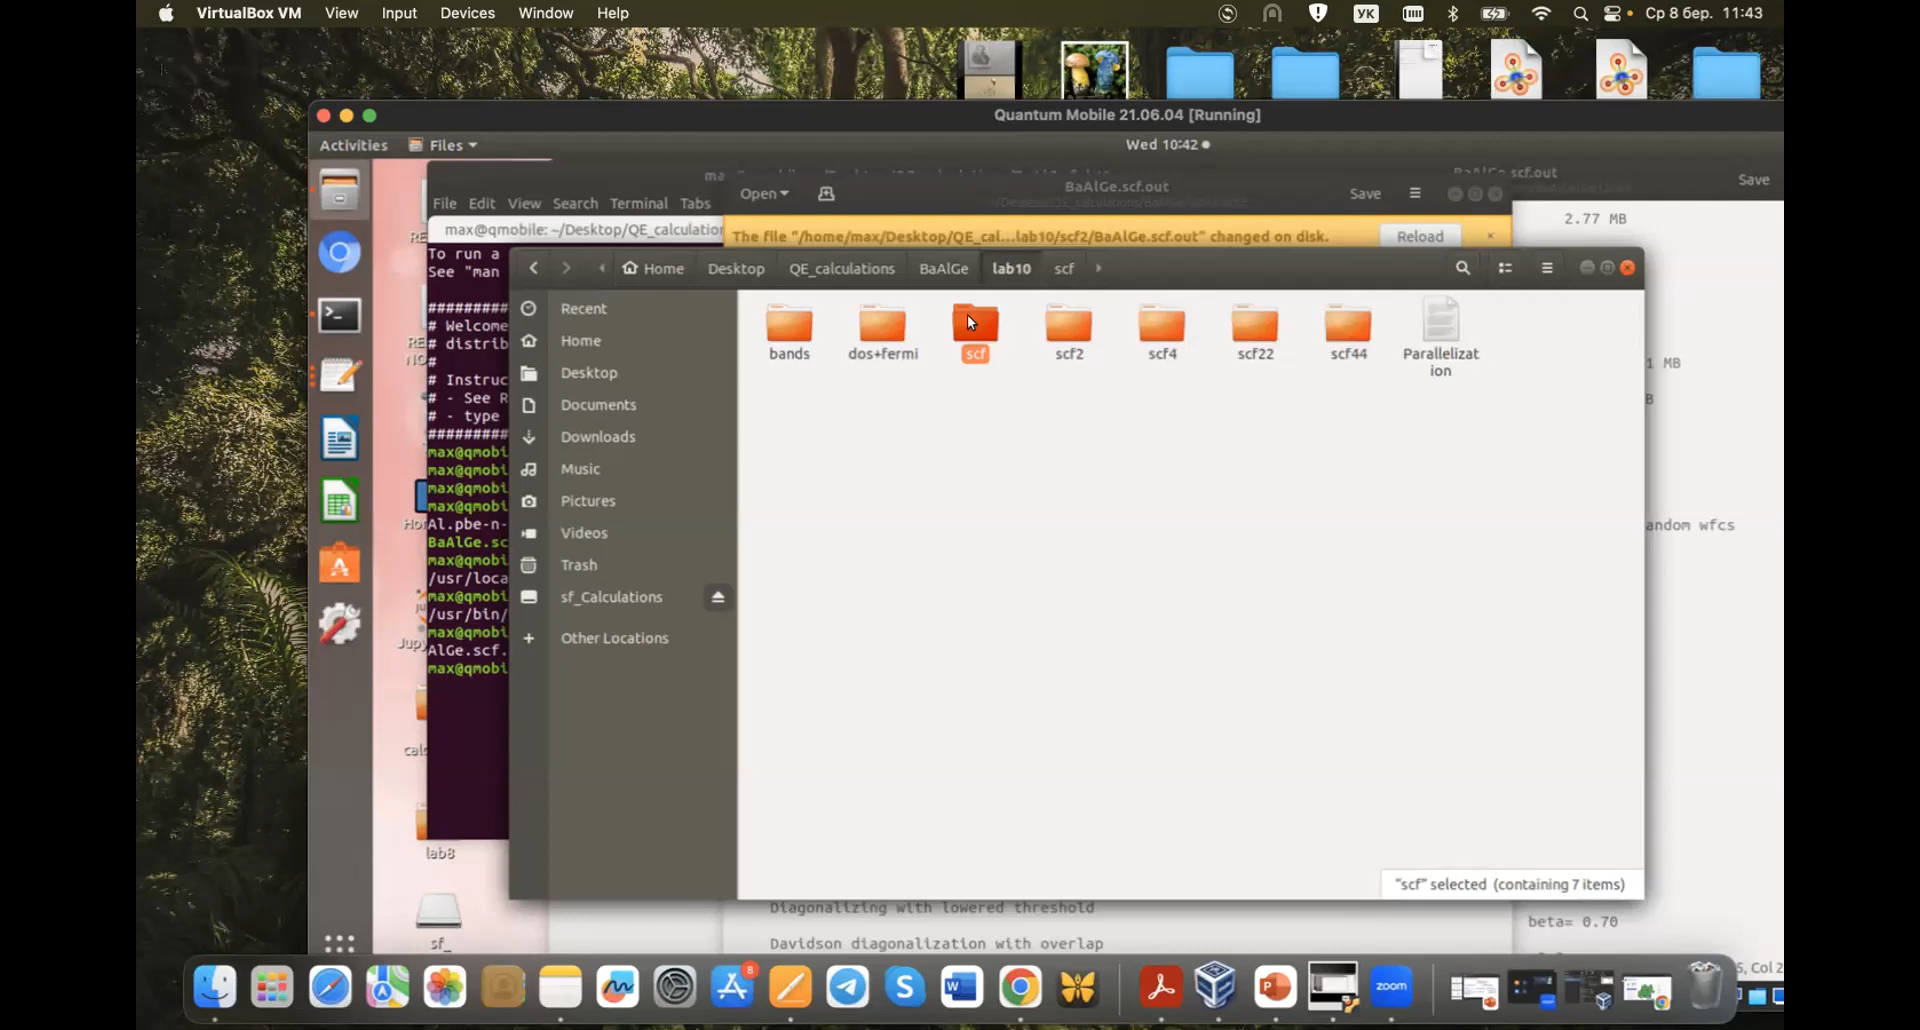 VirtualBox VM View Input Devices Window Help УК Ср 8 бер. 11:43
Quantum Mobile 21.06.04 [Running]
Activities Files Wed 10:42
BaAlGe.scf.out
Open Save
Save
File Edit View Search Terminal Tabs
max@qmobile: ~/Desktop/QE_calculation
The file "/home/max/Desktop/QE_cal...lab10/scf2/BaAlGe.scf.out" changed on disk. Reload
2.77 MB
To run a
See "man
##########
# Welcome
# distrib
#
# Instruc
# - See R
# - type
##########
max@qmobi
max@qmobi
max@qmobi
max@qmobi
Al.pbe-n-
BaAlGe.sc
max@qmobi
/usr/loca
max@qmobi
/usr/bin/
max@qmobi
AlGe.scf.
max@qmobi
Home Desktop QE_calculations BaAlGe lab10 scf
Recent
Home
Desktop
Documents
Downloads
Music
Pictures
Videos
Trash
sf_Calculations
Other Locations
bands dos+fermi scf scf2 scf4 scf22 scf44 Parallelizat
ion
"scf" selected (containing 7 items)
1 MB
B
andom wfcs
beta= 0.70
Diagonalizing with lowered threshold
Davidson diagonalization with overlap
lab8
sf_
8
W
P
zoom